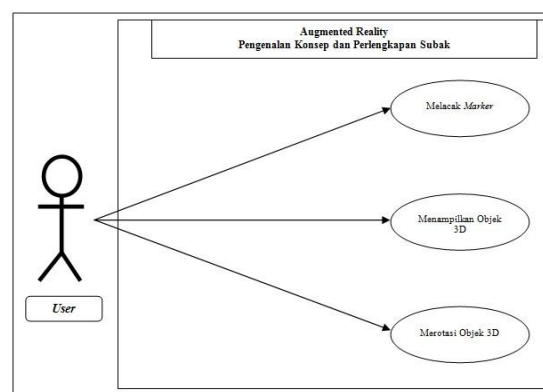 Augmented Reality
Pengenalan Konsep dan Perlengkapan Subak
Melacak Marker
Menampilkan Objek
3D
Merotasi Objek 3D
User